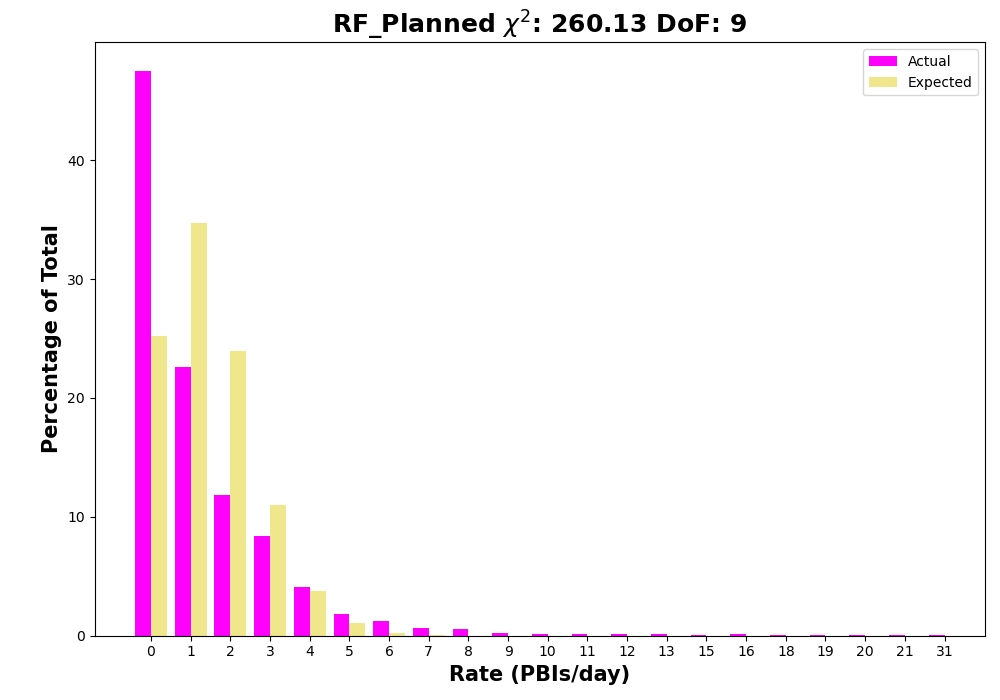 RF_Planned χ²: 260.13 DoF: 9
Actual
Expected
Percentage of Total
40
30
20
10
0
0 1 2 3 4 5 6 7 8 9 10 11 12 13 15 16 18 19 20 21 31
Rate (PBIs/day)